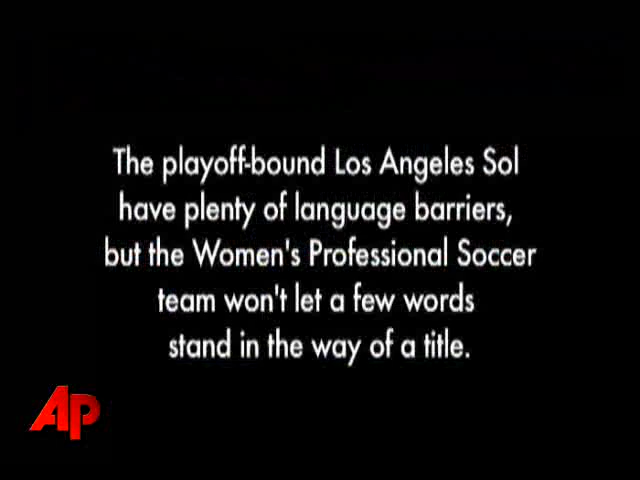 The playoff-bound Los Angeles Sol
have plenty of language barriers,
but the Women's Professional Soccer
team won't let a few words
stand in the way of a title.
AP